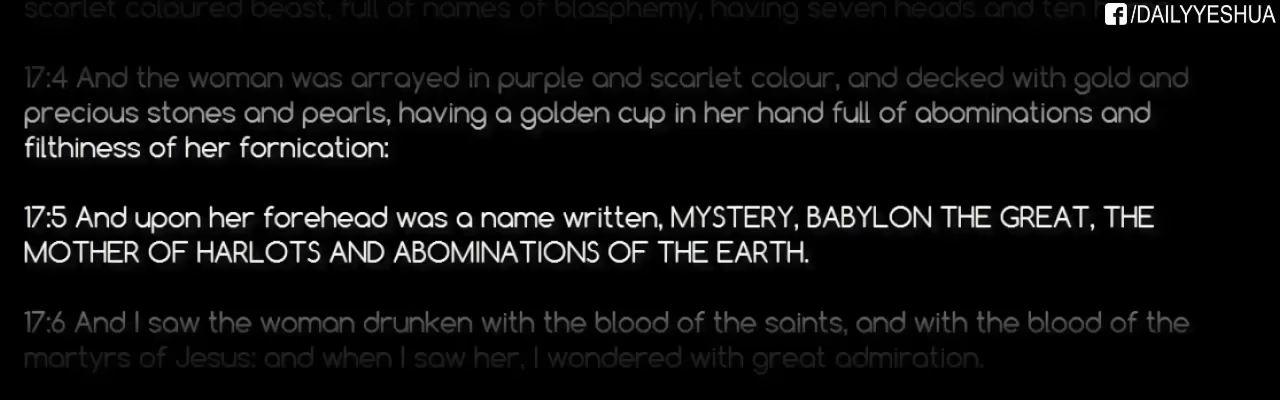 scarlet coloured beast, full of names of blasphemy, having seven heads and ten
/DAILYYESHUA
17:4 And the woman was arrayed in purple and scarlet colour, and decked with gold and
precious stones and pearls, having a golden cup in her hand full of abominations and
filthiness of her fornication:
17:5 And upon her forehead was a name written, MYSTERY, BABYLON THE GREAT, THE
MOTHER OF HARLOTS AND ABOMINATIONS OF THE EARTH.
17:6 And I saw the woman drunken with the blood of the saints, and with the blood of the
martyrs of Jesus: and when I saw her, I wondered with great admiration.